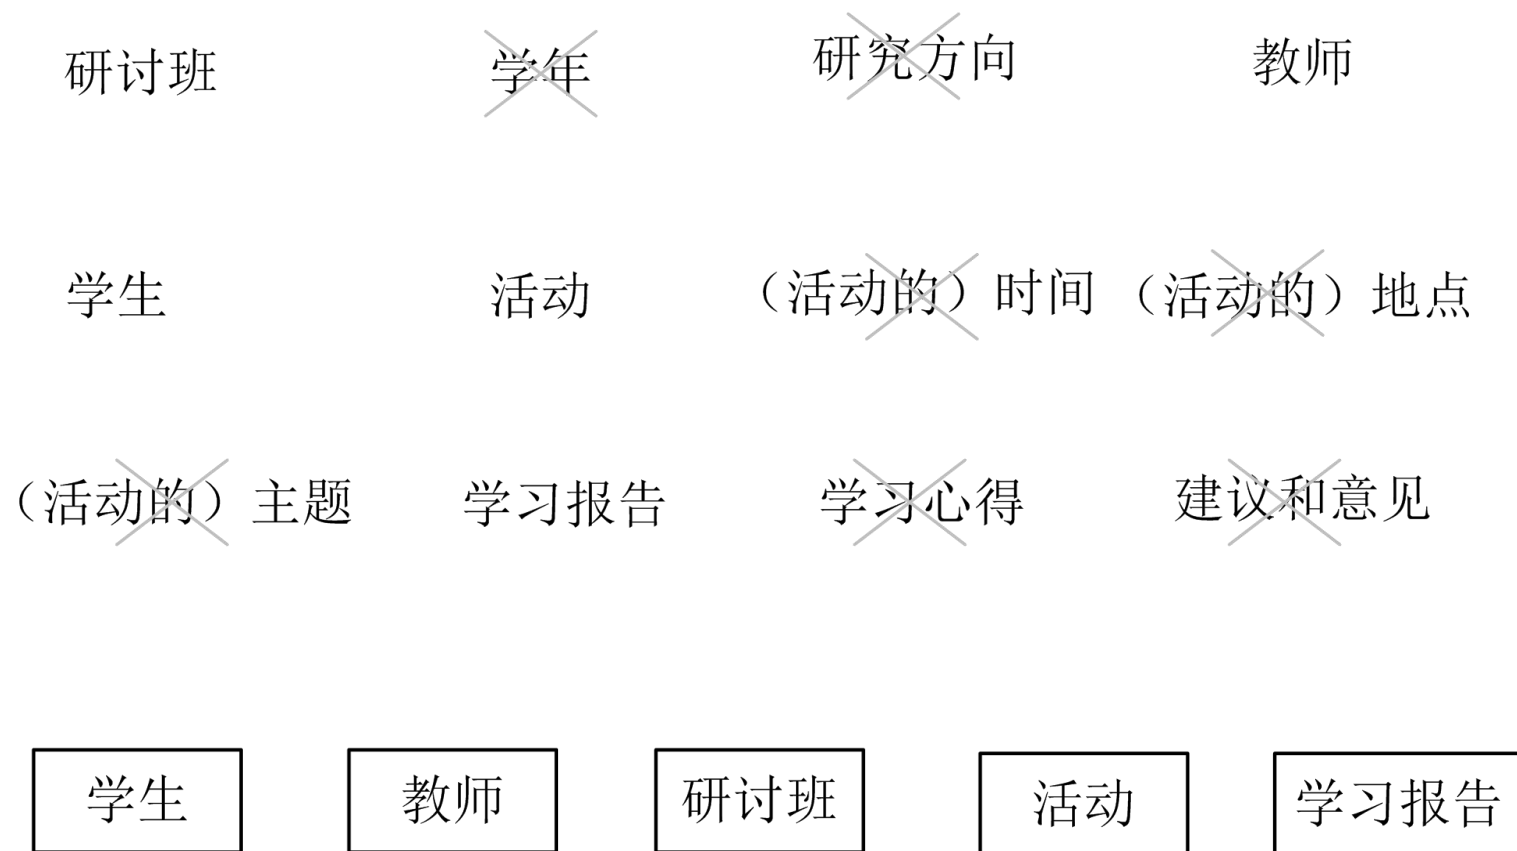 研讨班 学年 研究方向 教师
学生 活动 （活动的）时间 （活动的）地点
（活动的）主题 学习报告 学习心得 建议和意见
学生 教师 研讨班 活动 学习报告